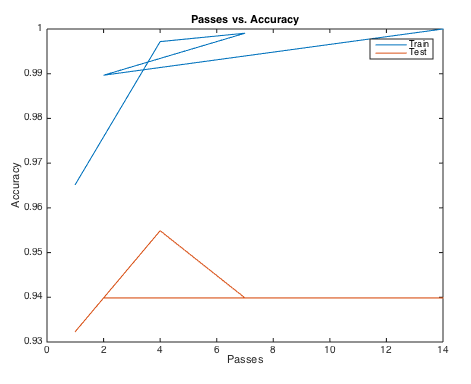 Passes vs. Accuracy
1
0.99
0.98
0.97
0.96
0.95
0.94
0.93
Accuracy
Train
Test
0 2 4 6 8 10 12 14
Passes